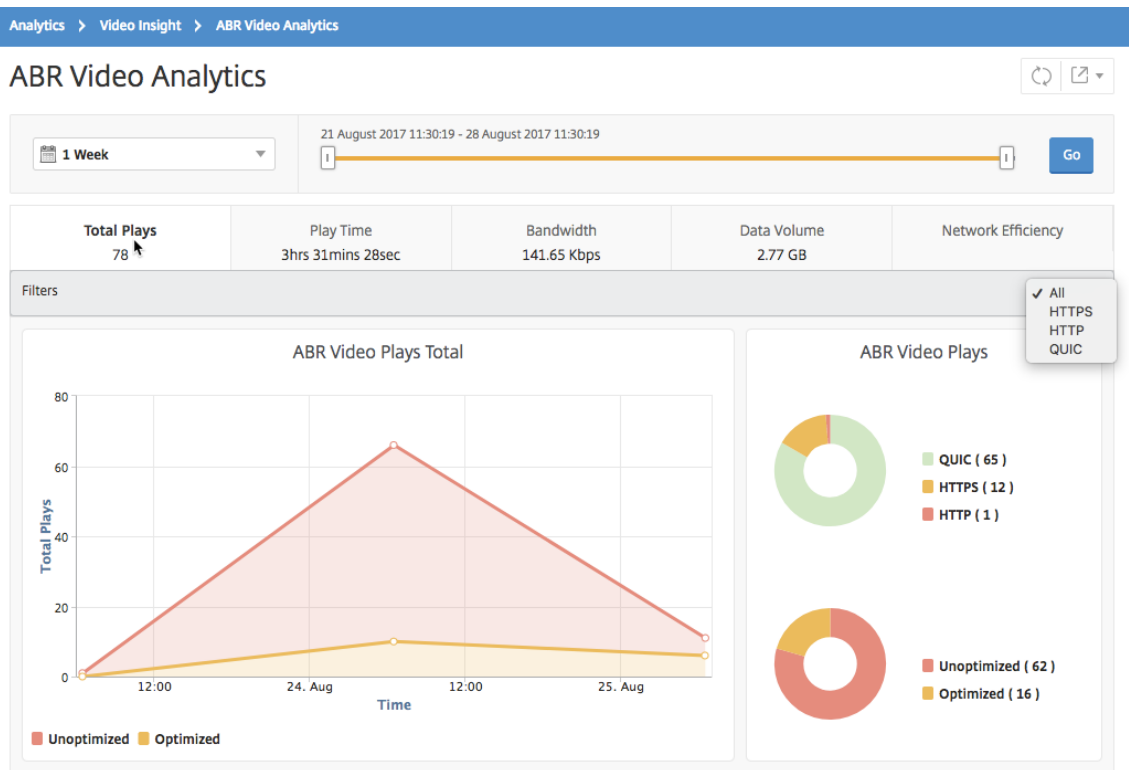 Analytics > Video Insight > ABR Video Analytics
ABR Video Analytics
21 August 2017 11:30:19 - 28 August 2017 11:30:19
1 Week
Go
Total Plays
78
Play Time
3hrs 31mins 28sec
Bandwidth
141.65 Kbps
Data Volume
2.77 GB
Network Efficiency
Filters
✓ All
HTTPS
HTTP
QUIC
ABR Video Plays Total
80
60
40
20
0
Total Plays
12:00
24. Aug
12:00
25. Aug
Time
Unoptimized
Optimized
ABR Video Plays
QUIC ( 65 )
HTTPS ( 12 )
HTTP ( 1 )
Unoptimized ( 62 )
Optimized ( 16 )